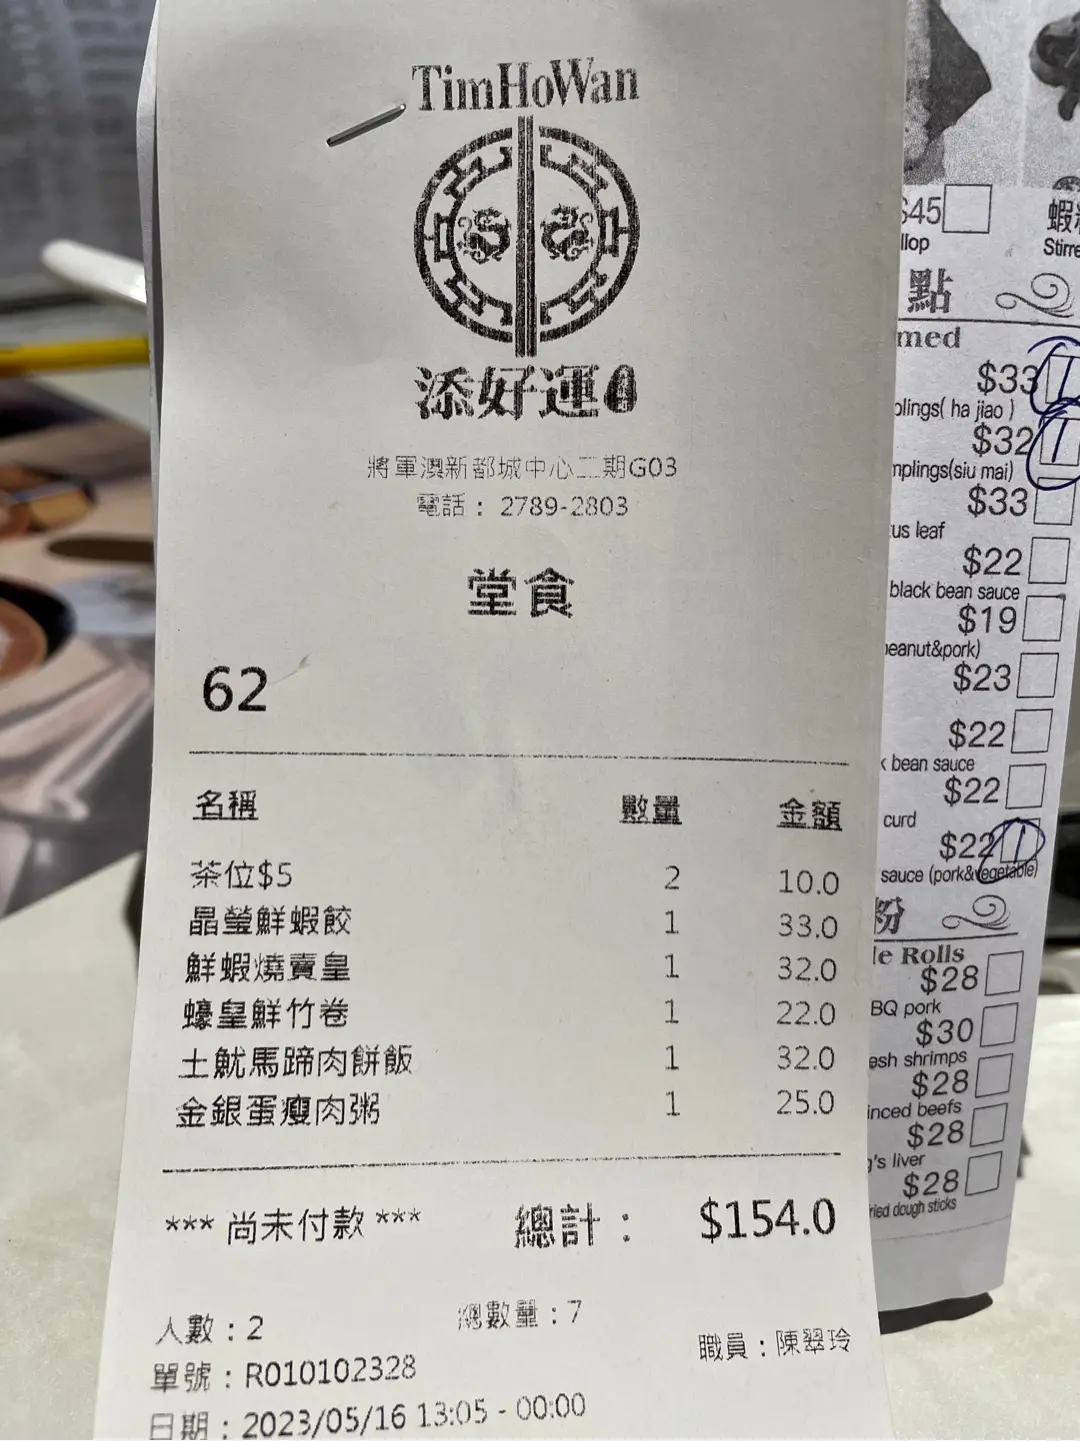 TimHoWan
添好運
將軍澳新都城中心二期G03
電話： 2789-2803
堂食
62
名稱 數量 金額
茶位$5 2 10.0
晶瑩鮮蝦餃 1 33.0
鮮蝦燒賣皇 1 32.0
蠔皇鮮竹卷 1 22.0
土魷馬蹄肉餅飯 1 32.0
金銀蛋瘦肉粥 1 25.0
*** 尚未付款 *** 總計： $154.0
人數：2 總數量：7
單號：R010102328 職員：陳翠玲
日期：2023/05/16 13:05 - 00:00
$45 蝦
llop Stirre
點
med
$33 1
plings( ha jiao )
$32 1
mplings(siu mai)
$33
us leaf
$22
black bean sauce
$19
eanut&pork)
$23
$22
k bean sauce
$22
curd
$22 1
sauce (pork&vegetable)
粉
le Rolls
$28
BQ pork
$30
esh shrimps
$28
inced beefs
$28
g's liver
$28
ried dough sticks